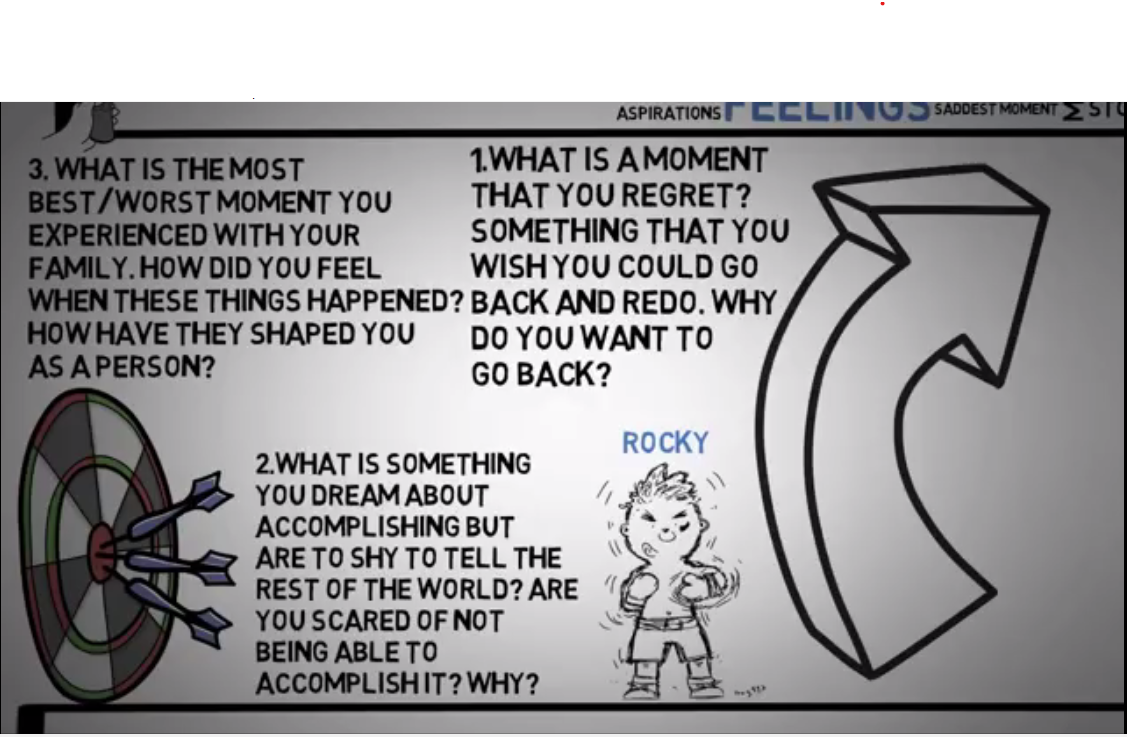 ASPIRATIONS FEELINGS SADDEST MOMENT
3. WHAT IS THE MOST
BEST/WORST MOMENT YOU
EXPERIENCED WITH YOUR
FAMILY. HOW DID YOU FEEL
WHEN THESE THINGS HAPPENED?
HOW HAVE THEY SHAPED YOU
AS A PERSON?
1.WHAT IS A MOMENT
THAT YOU REGRET?
SOMETHING THAT YOU
WISH YOU COULD GO
BACK AND REDO. WHY
DO YOU WANT TO
GO BACK?
2.WHAT IS SOMETHING
YOU DREAM ABOUT
ACCOMPLISHING BUT
ARE TO SHY TO TELL THE
REST OF THE WORLD? ARE
YOU SCARED OF NOT
BEING ABLE TO
ACCOMPLISH IT? WHY?
ROCKY